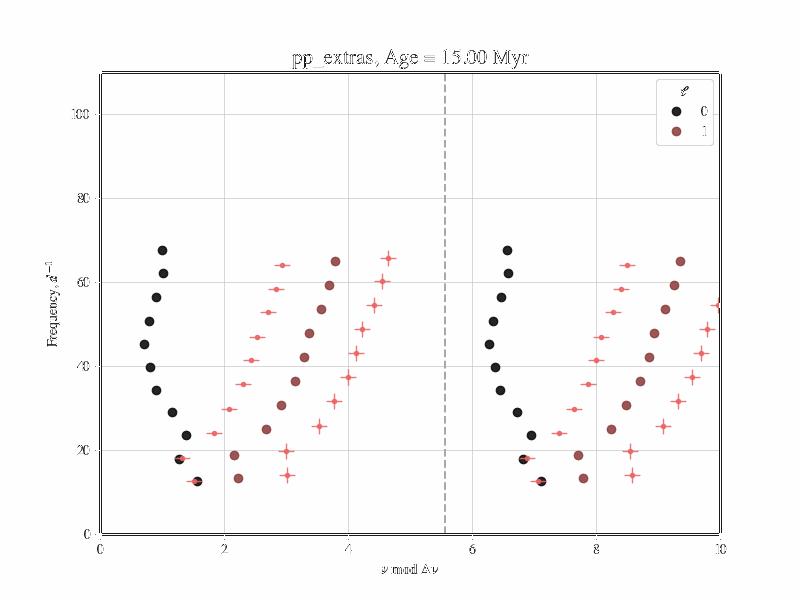 pp_extras, Age = 15.00 Myr
ℓ
0
1
100
80
60
40
20
0
Frequency, d⁻¹
0 2 4 6 8 10
ν mod Δν